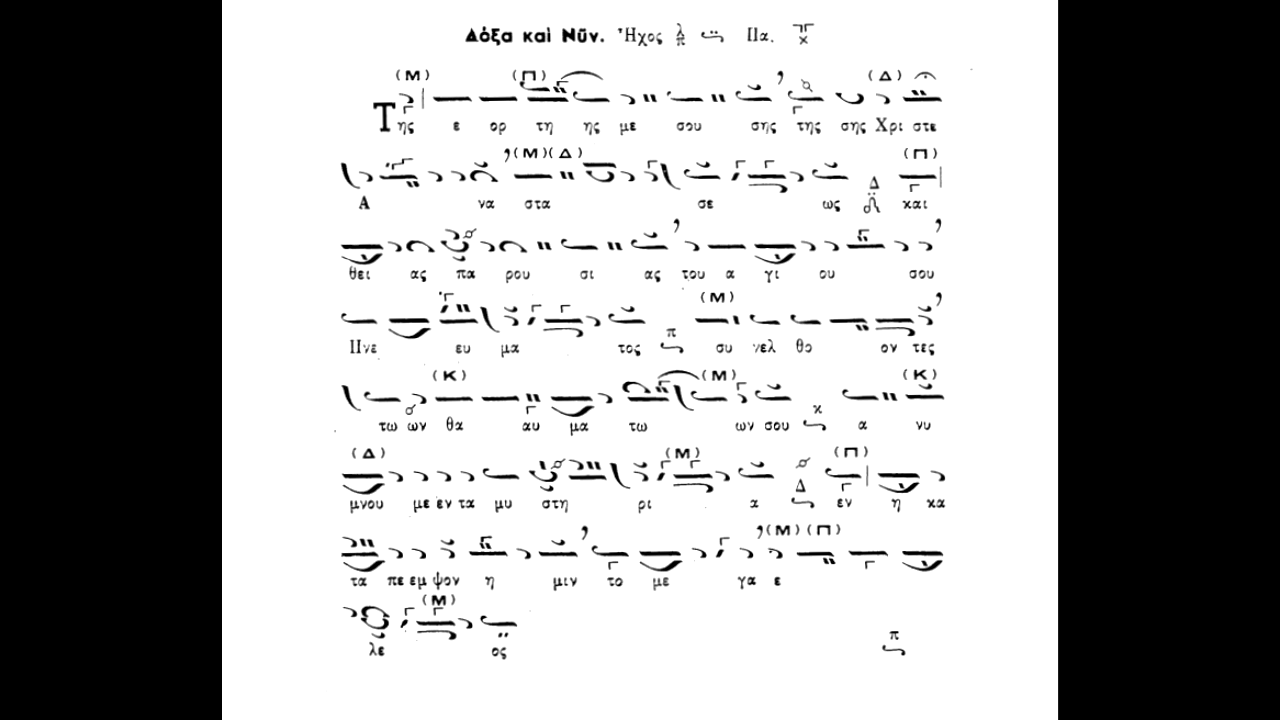 Δόξα καὶ Νῦν. Ἦχος λ π Πα.
(Μ) (Π) (Δ)
Της ε ορ τη ης με σου σης της σης Χρι στε
(Μ) (Δ) (Π)
Α να στα σε ως Δ και
θει ας πα ρου σι ας του α γι ου σου
(Μ)
Πνε ευ μα τος π συ νελ θο ον τες
(Κ) (Μ) (Κ)
τω ων θα αυ μα τω ων σου κ α νυ
(Δ) (Μ) (Π)
μνου με εν τα μυ στη ρι α Δ εν η κα
τα πε εμ ψον η μιν το με γα ε
(Μ) (Π)
(Μ)
λε ος π